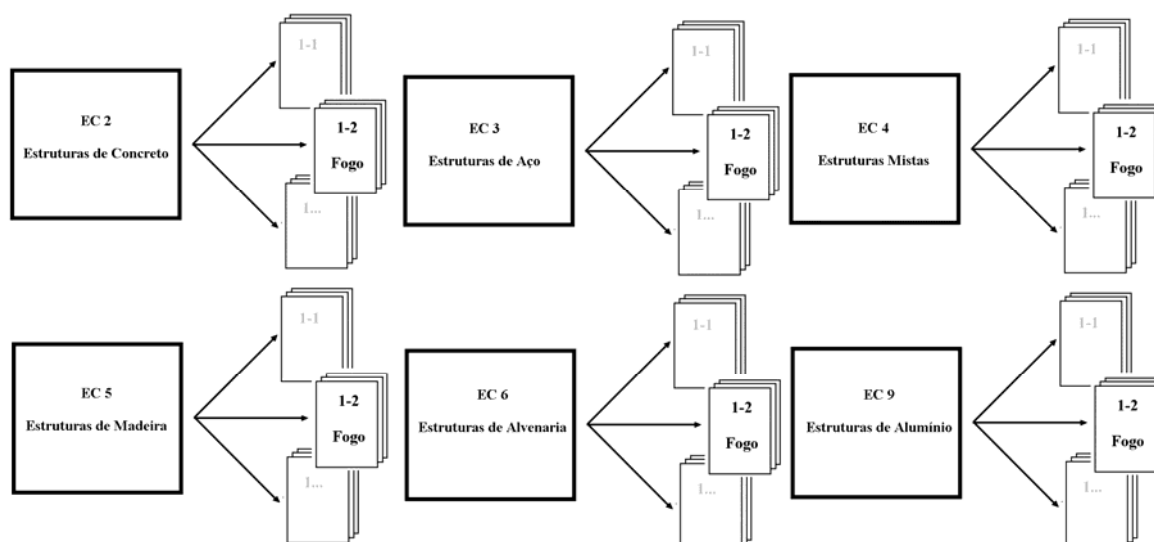 1-1
EC 2
Estruturas de Concreto
1-2
Fogo
1...
1-1
EC 3
Estruturas de Aço
1-2
Fogo
1...
1-1
EC 4
Estruturas Mistas
1-2
Fogo
1...
1-1
EC 5
Estruturas de Madeira
1-2
Fogo
1...
1-1
EC 6
Estruturas de Alvenaria
1-2
Fogo
1...
1-1
EC 9
Estruturas de Alumínio
1-2
Fogo
1...